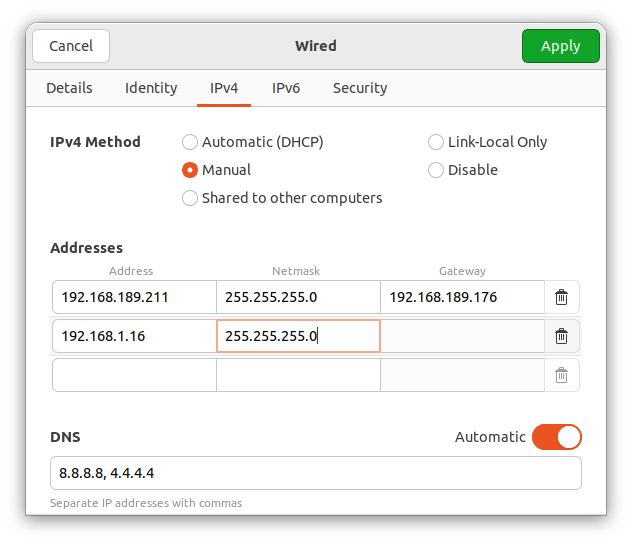 Cancel Wired Apply
Details Identity IPv4 IPv6 Security
IPv4 Method Automatic (DHCP) Link-Local Only
Manual Disable
Shared to other computers
Addresses
Address Netmask Gateway
192.168.189.211 255.255.255.0 192.168.189.176
192.168.1.16 255.255.255.0
DNS Automatic
8.8.8.8, 4.4.4.4
Separate IP addresses with commas